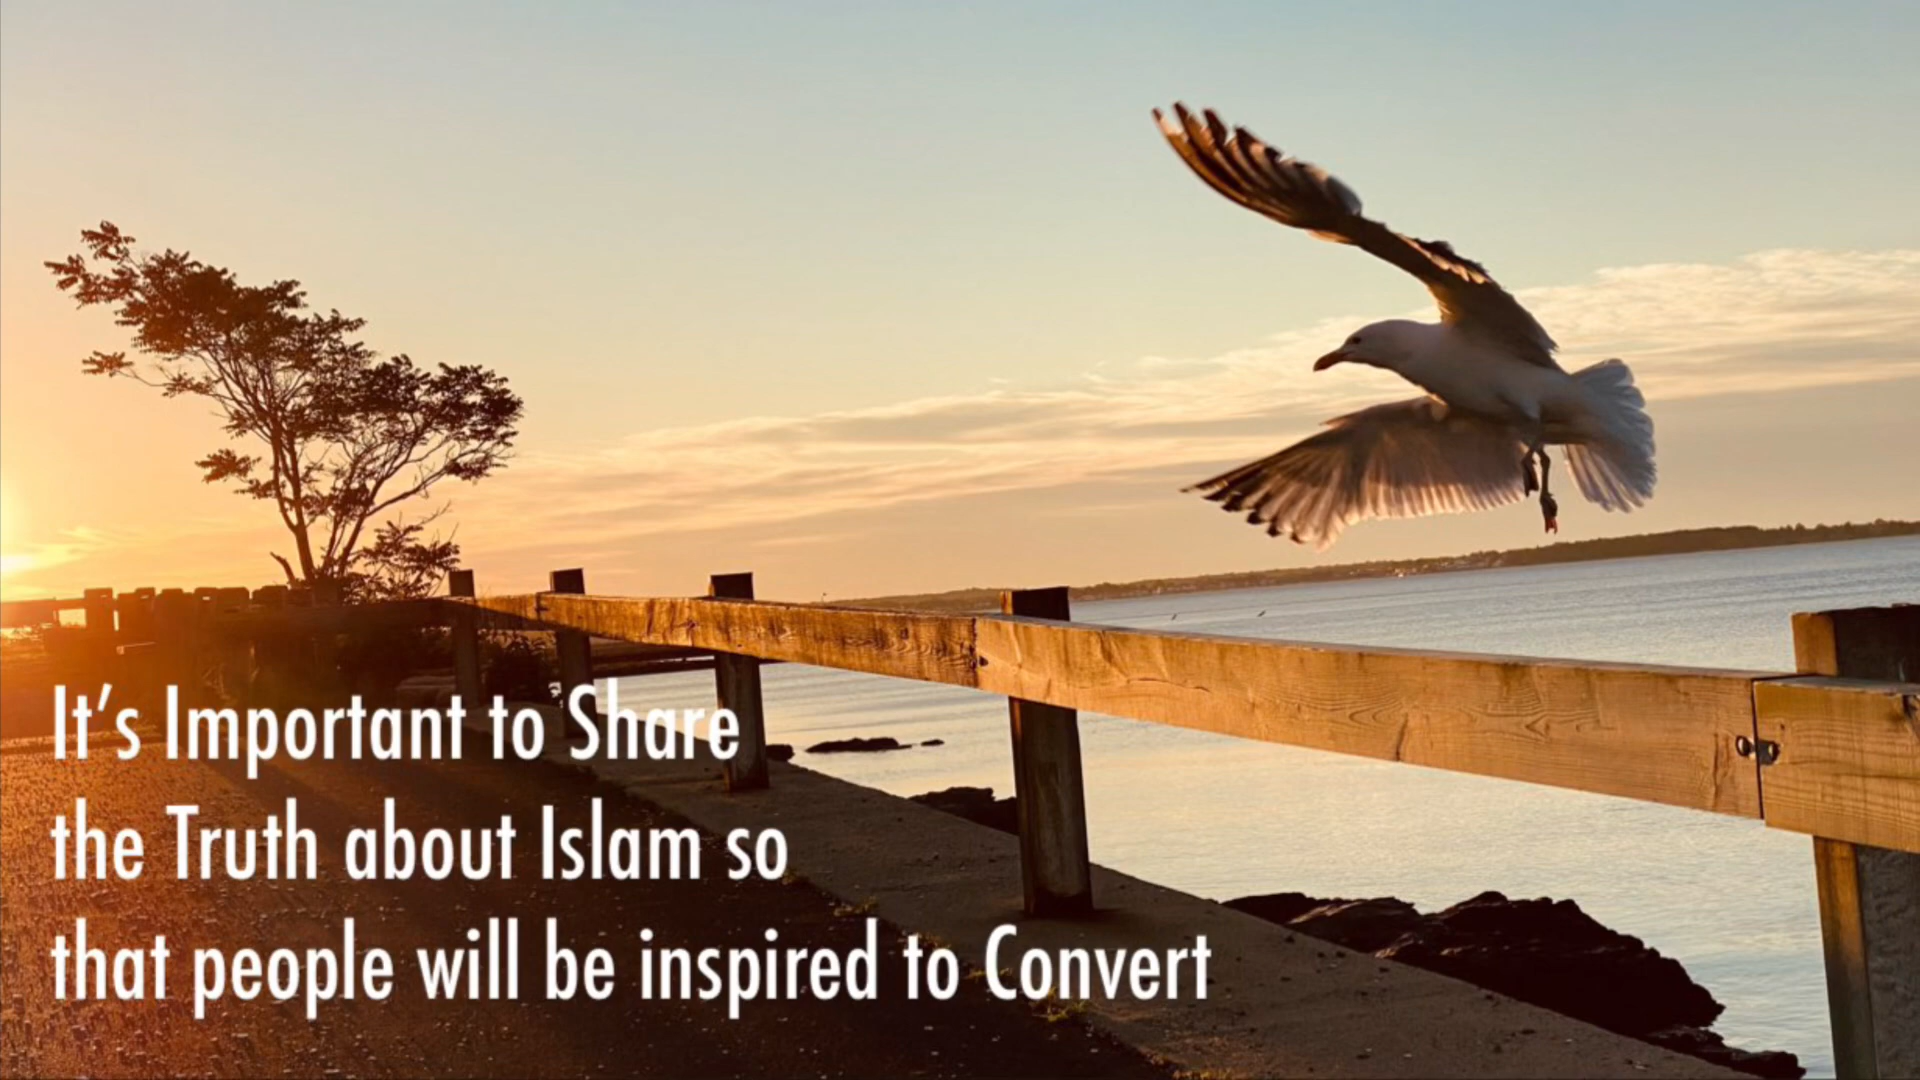 It's Important to Share
the Truth about Islam so
that people will be inspired to Convert